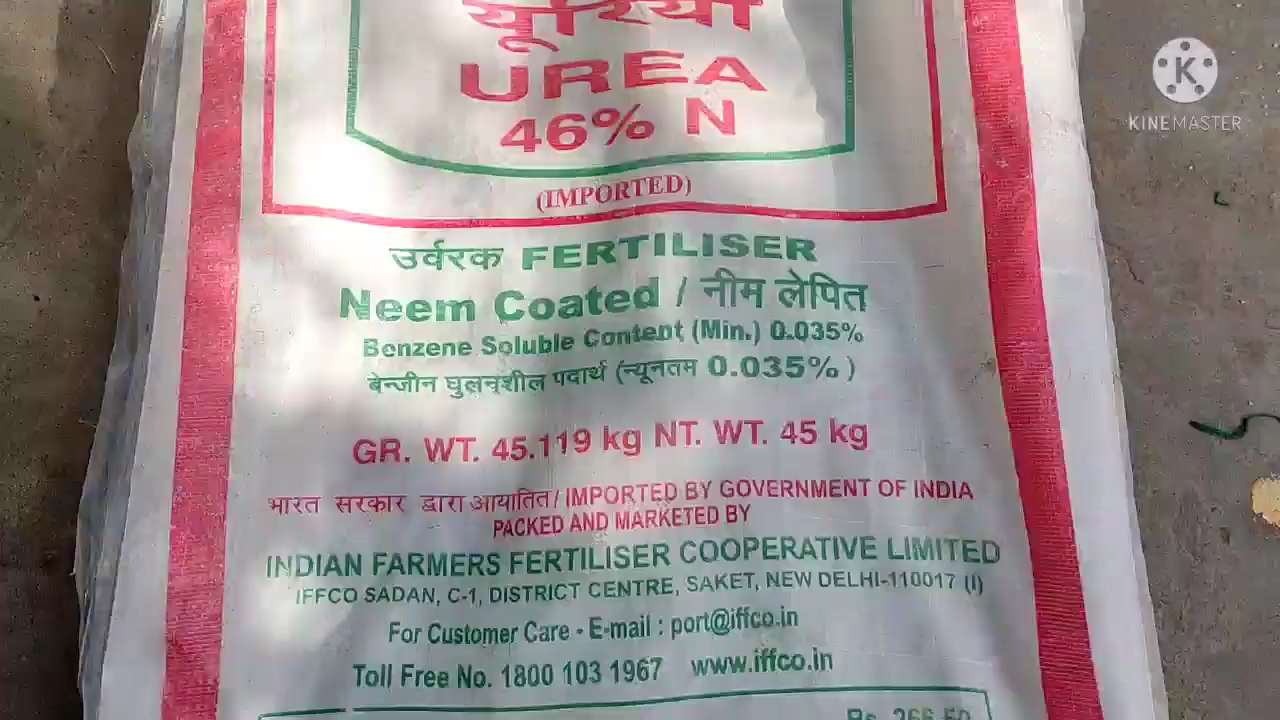 यूरिया
UREA
46% N
(IMPORTED)
उर्वरक FERTILISER
Neem Coated / नीम लेपित
Benzene Soluble Content (Min.) 0.035%
बेन्जीन घुलनशील पदार्थ (न्यूनतम 0.035%)
GR. WT. 45.119 kg NT. WT. 45 kg
भारत सरकार द्वारा आयातित/ IMPORTED BY GOVERNMENT OF INDIA
PACKED AND MARKETED BY
INDIAN FARMERS FERTILISER COOPERATIVE LIMITED
IFFCO SADAN, C-1, DISTRICT CENTRE, SAKET, NEW DELHI-110017 (I)
For Customer Care - E-mail : port@iffco.in
Toll Free No. 1800 103 1967 www.iffco.in
Rs. 266.50
K
KINEMASTER